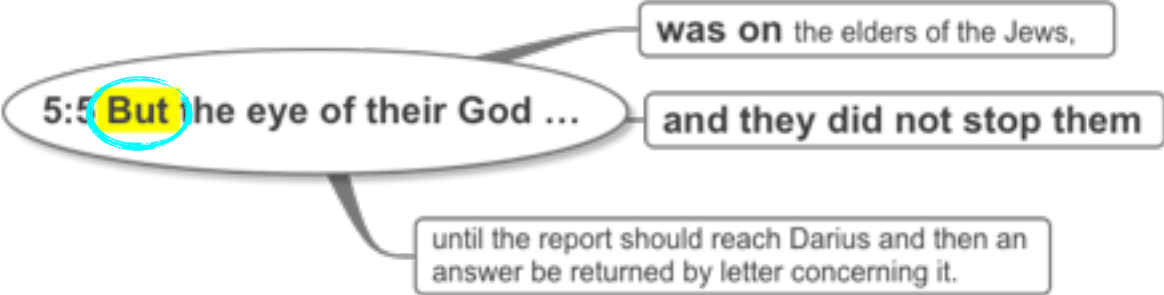 was on the elders of the Jews,
5:5 But the eye of their God ...
and they did not stop them
until the report should reach Darius and then an
answer be returned by letter concerning it.